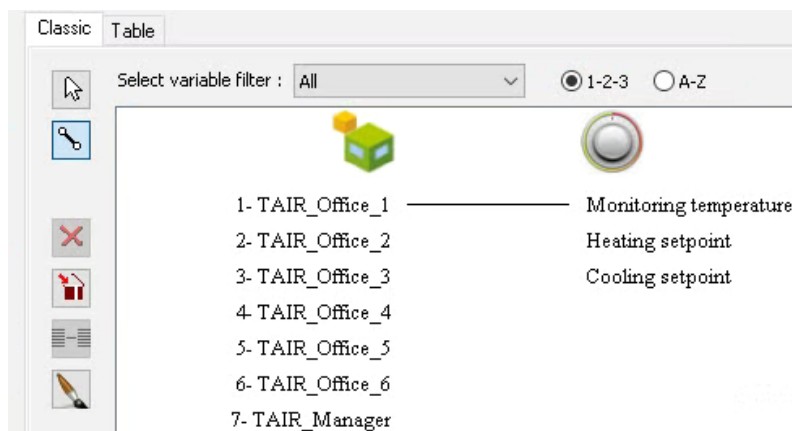 Classic Table
Select variable filter : All 1-2-3 A-Z
1- TAIR_Office_1 Monitoring temperature
2- TAIR_Office_2 Heating setpoint
3- TAIR_Office_3 Cooling setpoint
4- TAIR_Office_4
5- TAIR_Office_5
6- TAIR_Office_6
7- TAIR_Manager